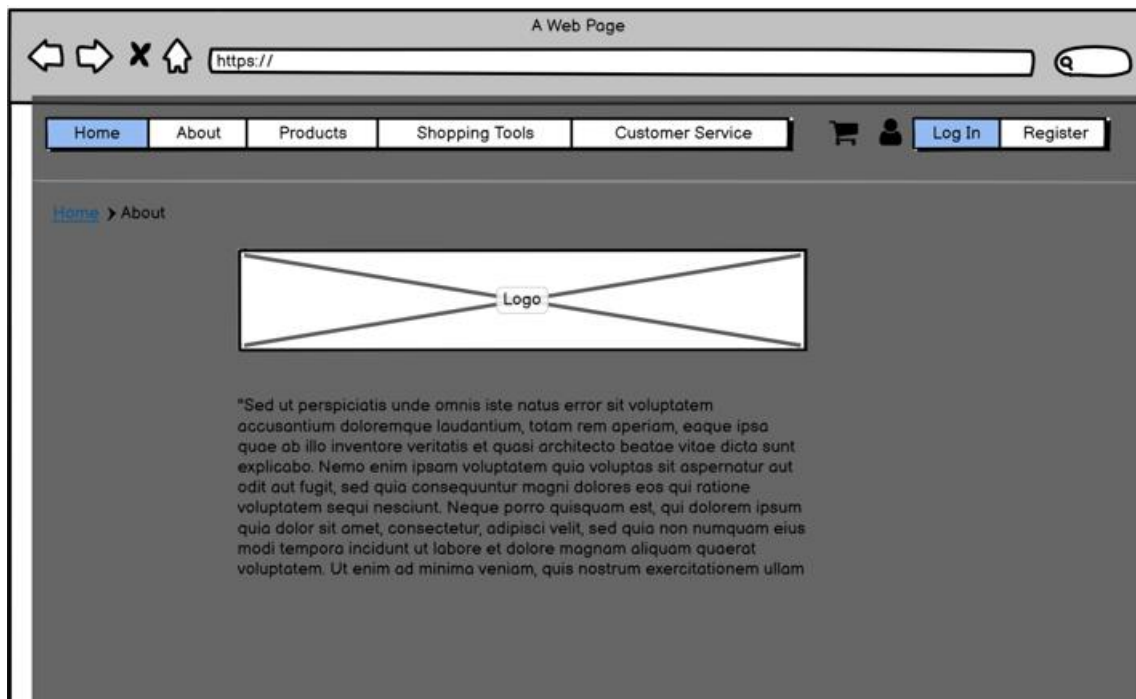 A Web Page
https://
Home About Products Shopping Tools Customer Service Log In Register
Home > About
Logo
"Sed ut perspiciatis unde omnis iste natus error sit voluptatem
accusantium doloremque laudantium, totam rem aperiam, eaque ipsa
quae ab illo inventore veritatis et quasi architecto beatae vitae dicta sunt
explicabo. Nemo enim ipsam voluptatem quia voluptas sit aspernatur aut
odit aut fugit, sed quia consequuntur magni dolores eos qui ratione
voluptatem sequi nesciunt. Neque porro quisquam est, qui dolorem ipsum
quia dolor sit amet, consectetur, adipisci velit, sed quia non numquam eius
modi tempora incidunt ut labore et dolore magnam aliquam quaerat
voluptatem. Ut enim ad minima veniam, quis nostrum exercitationem ullam